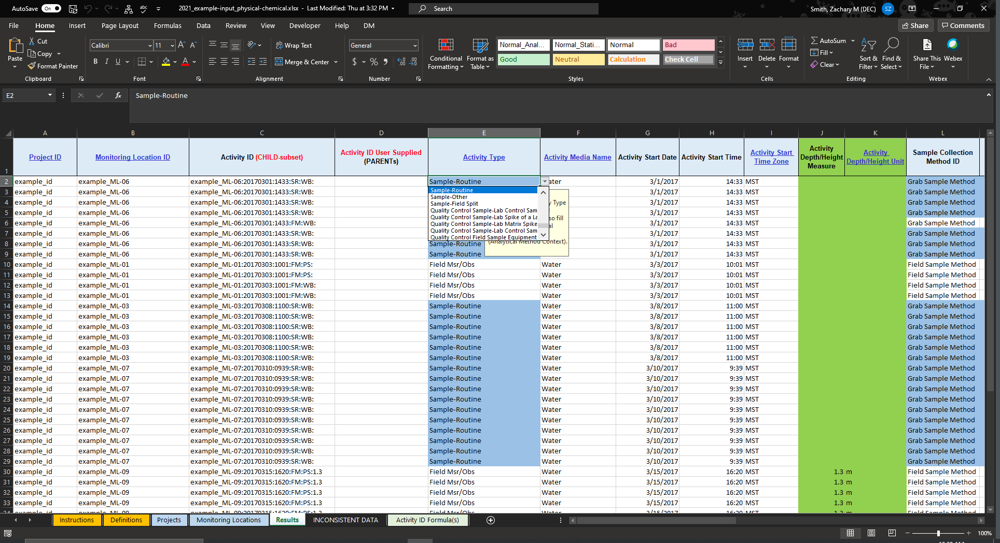 AutoSave On 2021_example-input_physical-chemical.xlsx - Last Modified: Thu at 3:32 PM Search Smith, Zachary M (DEC) SZ
File Home Insert Page Layout Formulas Data Review View Developer Help DM Share Comments
Paste Cut Copy Format Painter Clipboard
Calibri 11 B I U A Font
Wrap Text Merge & Center Alignment
General $ % Number
Conditional Formatting Format as Table
Normal_Anal... Normal_Stati... Normal Bad
Good Neutral Calculation Check Cell
Styles
Insert Delete Format Cells
AutoSum Fill Clear Sort & Filter Find & Select Editing
Share This File Webex Webex
E2 fx Sample-Routine
A B C D E F G H I J K L
1 Project ID Monitoring Location ID Activity ID (CHILD-subset) Activity ID User Supplied (PARENTs) Activity Type Activity Media Name Activity Start Date Activity Start Time Activity Start Time Zone Activity Depth/Height Measure Activity Depth/Height Unit Sample Collection Method ID
2 example_id example_ML-06 example_ML-06:20170301:1433:SR:WB: Sample-Routine ater 3/1/2017 14:33 MST Grab Sample Method
3 example_id example_ML-06 example_ML-06:20170301:1433:SR:WB: 3/1/2017 14:33 MST Grab Sample Method
4 example_id example_ML-06 example_ML-06:20170301:1433:SR:WB: 3/1/2017 14:33 MST Grab Sample Method
5 example_id example_ML-06 example_ML-06:20170301:1433:SR:WB: 3/1/2017 14:33 MST Grab Sample Method
6 example_id example_ML-06 example_ML-06:20170301:1433:FM:WB: 3/1/2017 14:33 MST Grab Sample Method
7 example_id example_ML-06 example_ML-06:20170301:1433:SR:WB: 3/1/2017 14:33 MST Grab Sample Method
8 example_id example_ML-06 example_ML-06:20170301:1433:SR:WB: Sample-Routine 3/1/2017 14:33 MST Grab Sample Method
9 example_id example_ML-06 example_ML-06:20170301:1433:SR:WB: Sample-Routine 3/1/2017 14:33 MST Grab Sample Method
Sample-Routine
Sample-Other
Sample-Field Split
Quality Control Sample-Lab Control Sam
Quality Control Sample-Lab Spike of a La
Quality Control Sample-Lab Matrix Spike
Quality Control Sample-Lab Control Sam
Quality Control Field Sample Equipment
y Type
so fill
al
(Analytical Method Context).
10 example_id example_ML-01 example_ML-01:20170303:1001:FM:PS: Field Msr/Obs Water 3/3/2017 10:01 MST Field Sample Method
11 example_id example_ML-01 example_ML-01:20170303:1001:FM:PS: Field Msr/Obs Water 3/3/2017 10:01 MST Field Sample Method
12 example_id example_ML-01 example_ML-01:20170303:1001:FM:WB: Field Msr/Obs Water 3/3/2017 10:01 MST Field Sample Method
13 example_id example_ML-01 example_ML-01:20170303:1001:FM:WB: Field Msr/Obs Water 3/3/2017 10:01 MST Field Sample Method
14 example_id example_ML-03 example_ML-03:20170308:1100:SR:WB: Sample-Routine Water 3/8/2017 11:00 MST Grab Sample Method
15 example_id example_ML-03 example_ML-03:20170308:1100:SR:WB: Sample-Routine Water 3/8/2017 11:00 MST Grab Sample Method
16 example_id example_ML-03 example_ML-03:20170308:1100:SR:WB: Sample-Routine Water 3/8/2017 11:00 MST Grab Sample Method
17 example_id example_ML-03 example_ML-03:20170308:1100:SR:WB: Sample-Routine Water 3/8/2017 11:00 MST Grab Sample Method
18 example_id example_ML-03 example_ML-03:20170308:1100:SR:WB: Sample-Routine Water 3/8/2017 11:00 MST Grab Sample Method
19 example_id example_ML-03 example_ML-03:20170308:1100:SR:WB: Sample-Routine Water 3/8/2017 11:00 MST Grab Sample Method
20 example_id example_ML-07 example_ML-07:20170310:0939:SR:WB: Sample-Routine Water 3/10/2017 9:39 MST Grab Sample Method
21 example_id example_ML-07 example_ML-07:20170310:0939:SR:WB: Sample-Routine Water 3/10/2017 9:39 MST Grab Sample Method
22 example_id example_ML-07 example_ML-07:20170310:0939:SR:WB: Sample-Routine Water 3/10/2017 9:39 MST Grab Sample Method
23 example_id example_ML-07 example_ML-07:20170310:0939:SR:WB: Sample-Routine Water 3/10/2017 9:39 MST Grab Sample Method
24 example_id example_ML-07 example_ML-07:20170310:0939:SR:WB: Sample-Routine Water 3/10/2017 9:39 MST Grab Sample Method
25 example_id example_ML-07 example_ML-07:20170310:0939:SR:WB: Sample-Routine Water 3/10/2017 9:39 MST Grab Sample Method
26 example_id example_ML-07 example_ML-07:20170310:0939:SR:WB: Sample-Routine Water 3/10/2017 9:39 MST Grab Sample Method
27 example_id example_ML-07 example_ML-07:20170310:0939:SR:WB: Sample-Routine Water 3/10/2017 9:39 MST Grab Sample Method
28 example_id example_ML-07 example_ML-07:20170310:0939:SR:WB: Sample-Routine Water 3/10/2017 9:39 MST Grab Sample Method
29 example_id example_ML-07 example_ML-07:20170310:0939:SR:WB: Sample-Routine Water 3/10/2017 9:39 MST Grab Sample Method
30 example_id example_ML-09 example_ML-09:20170315:1620:FM:PS:1.3 Field Msr/Obs Water 3/15/2017 16:20 MST 1.3 m Field Sample Method
31 example_id example_ML-09 example_ML-09:20170315:1620:FM:PS:1.3 Field Msr/Obs Water 3/15/2017 16:20 MST 1.3 m Field Sample Method
32 example_id example_ML-09 example_ML-09:20170315:1620:FM:PS:1.3 Field Msr/Obs Water 3/15/2017 16:20 MST 1.3 m Field Sample Method
33 example_id example_ML-09 example_ML-09:20170315:1620:FM:PS:1.3 Field Msr/Obs Water 3/15/2017 16:20 MST 1.3 m Field Sample Method
Instructions Definitions Projects Monitoring Locations Results INCONSISTENT DATA Activity ID Formula(s)
100%